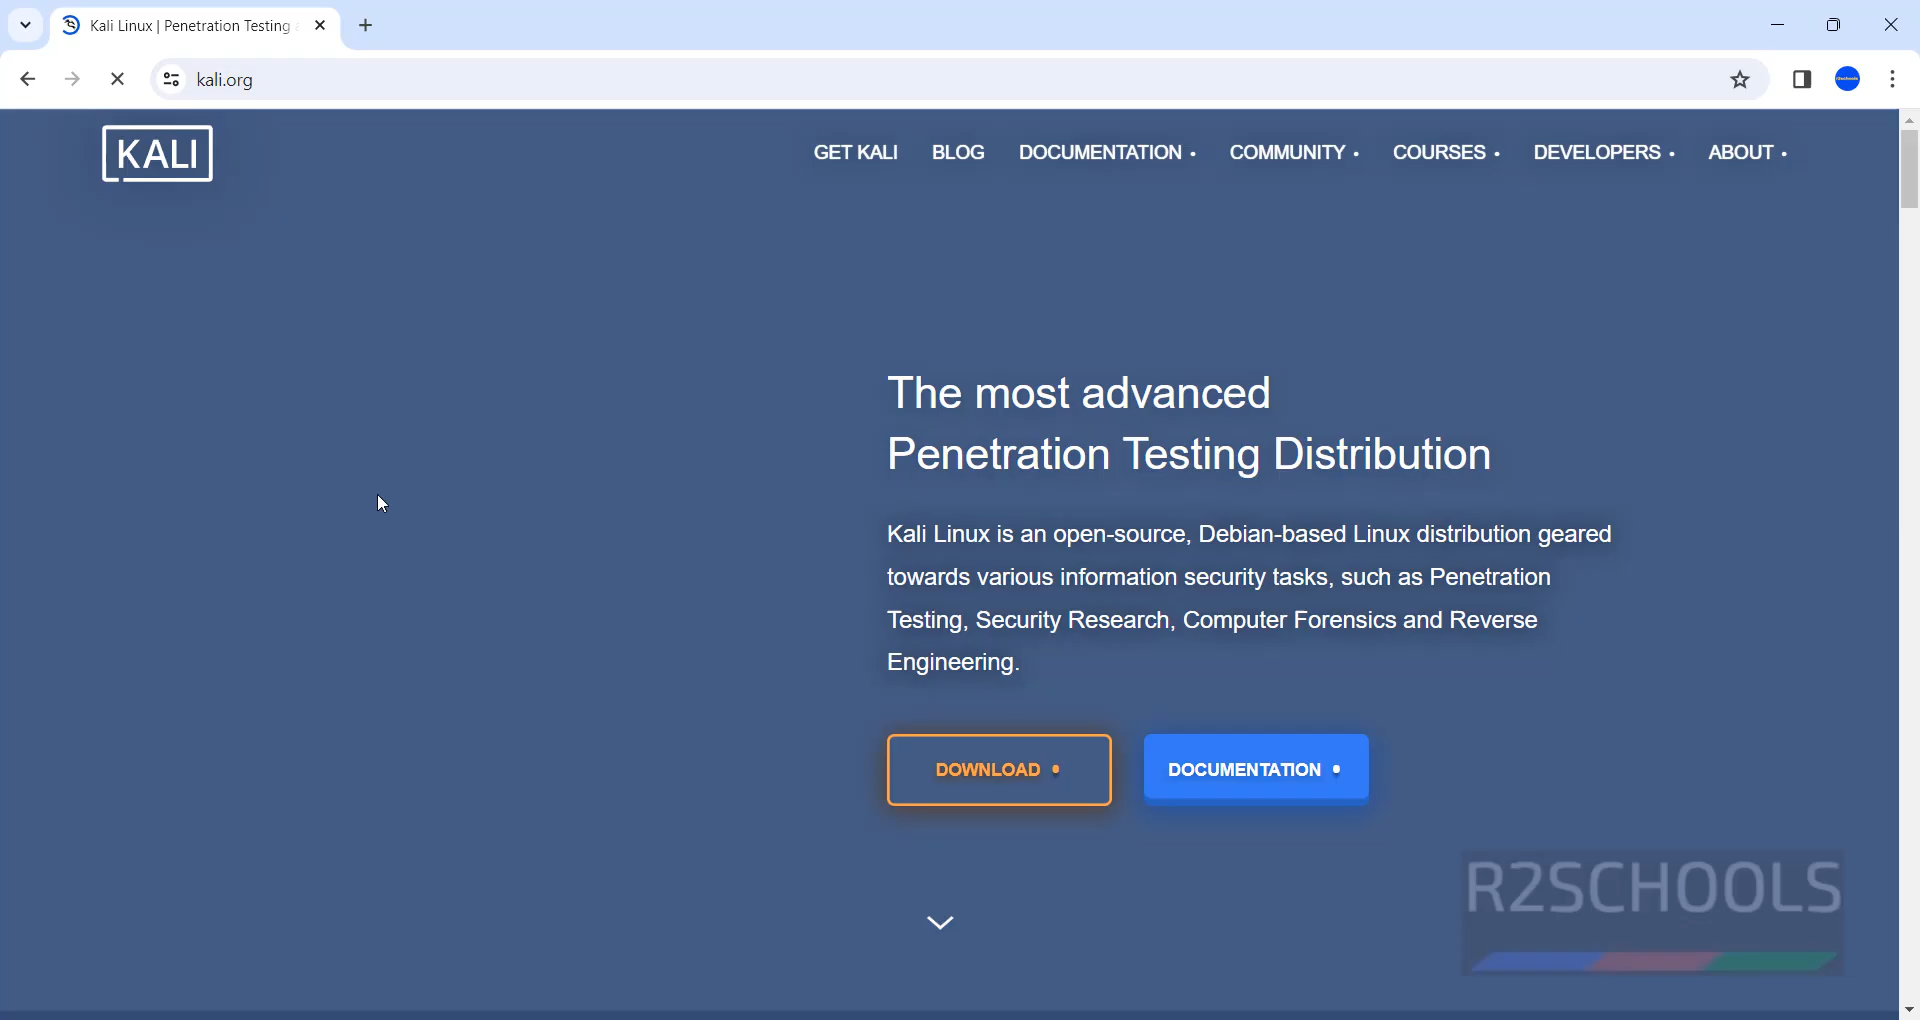 Kali Linux | Penetration Testing
kali.org
KALI
GET KALI
BLOG
DOCUMENTATION
COMMUNITY
COURSES
DEVELOPERS
ABOUT
The most advanced
Penetration Testing Distribution
Kali Linux is an open-source, Debian-based Linux distribution geared
towards various information security tasks, such as Penetration
Testing, Security Research, Computer Forensics and Reverse
Engineering.
DOWNLOAD
DOCUMENTATION
R2SCHOOLS